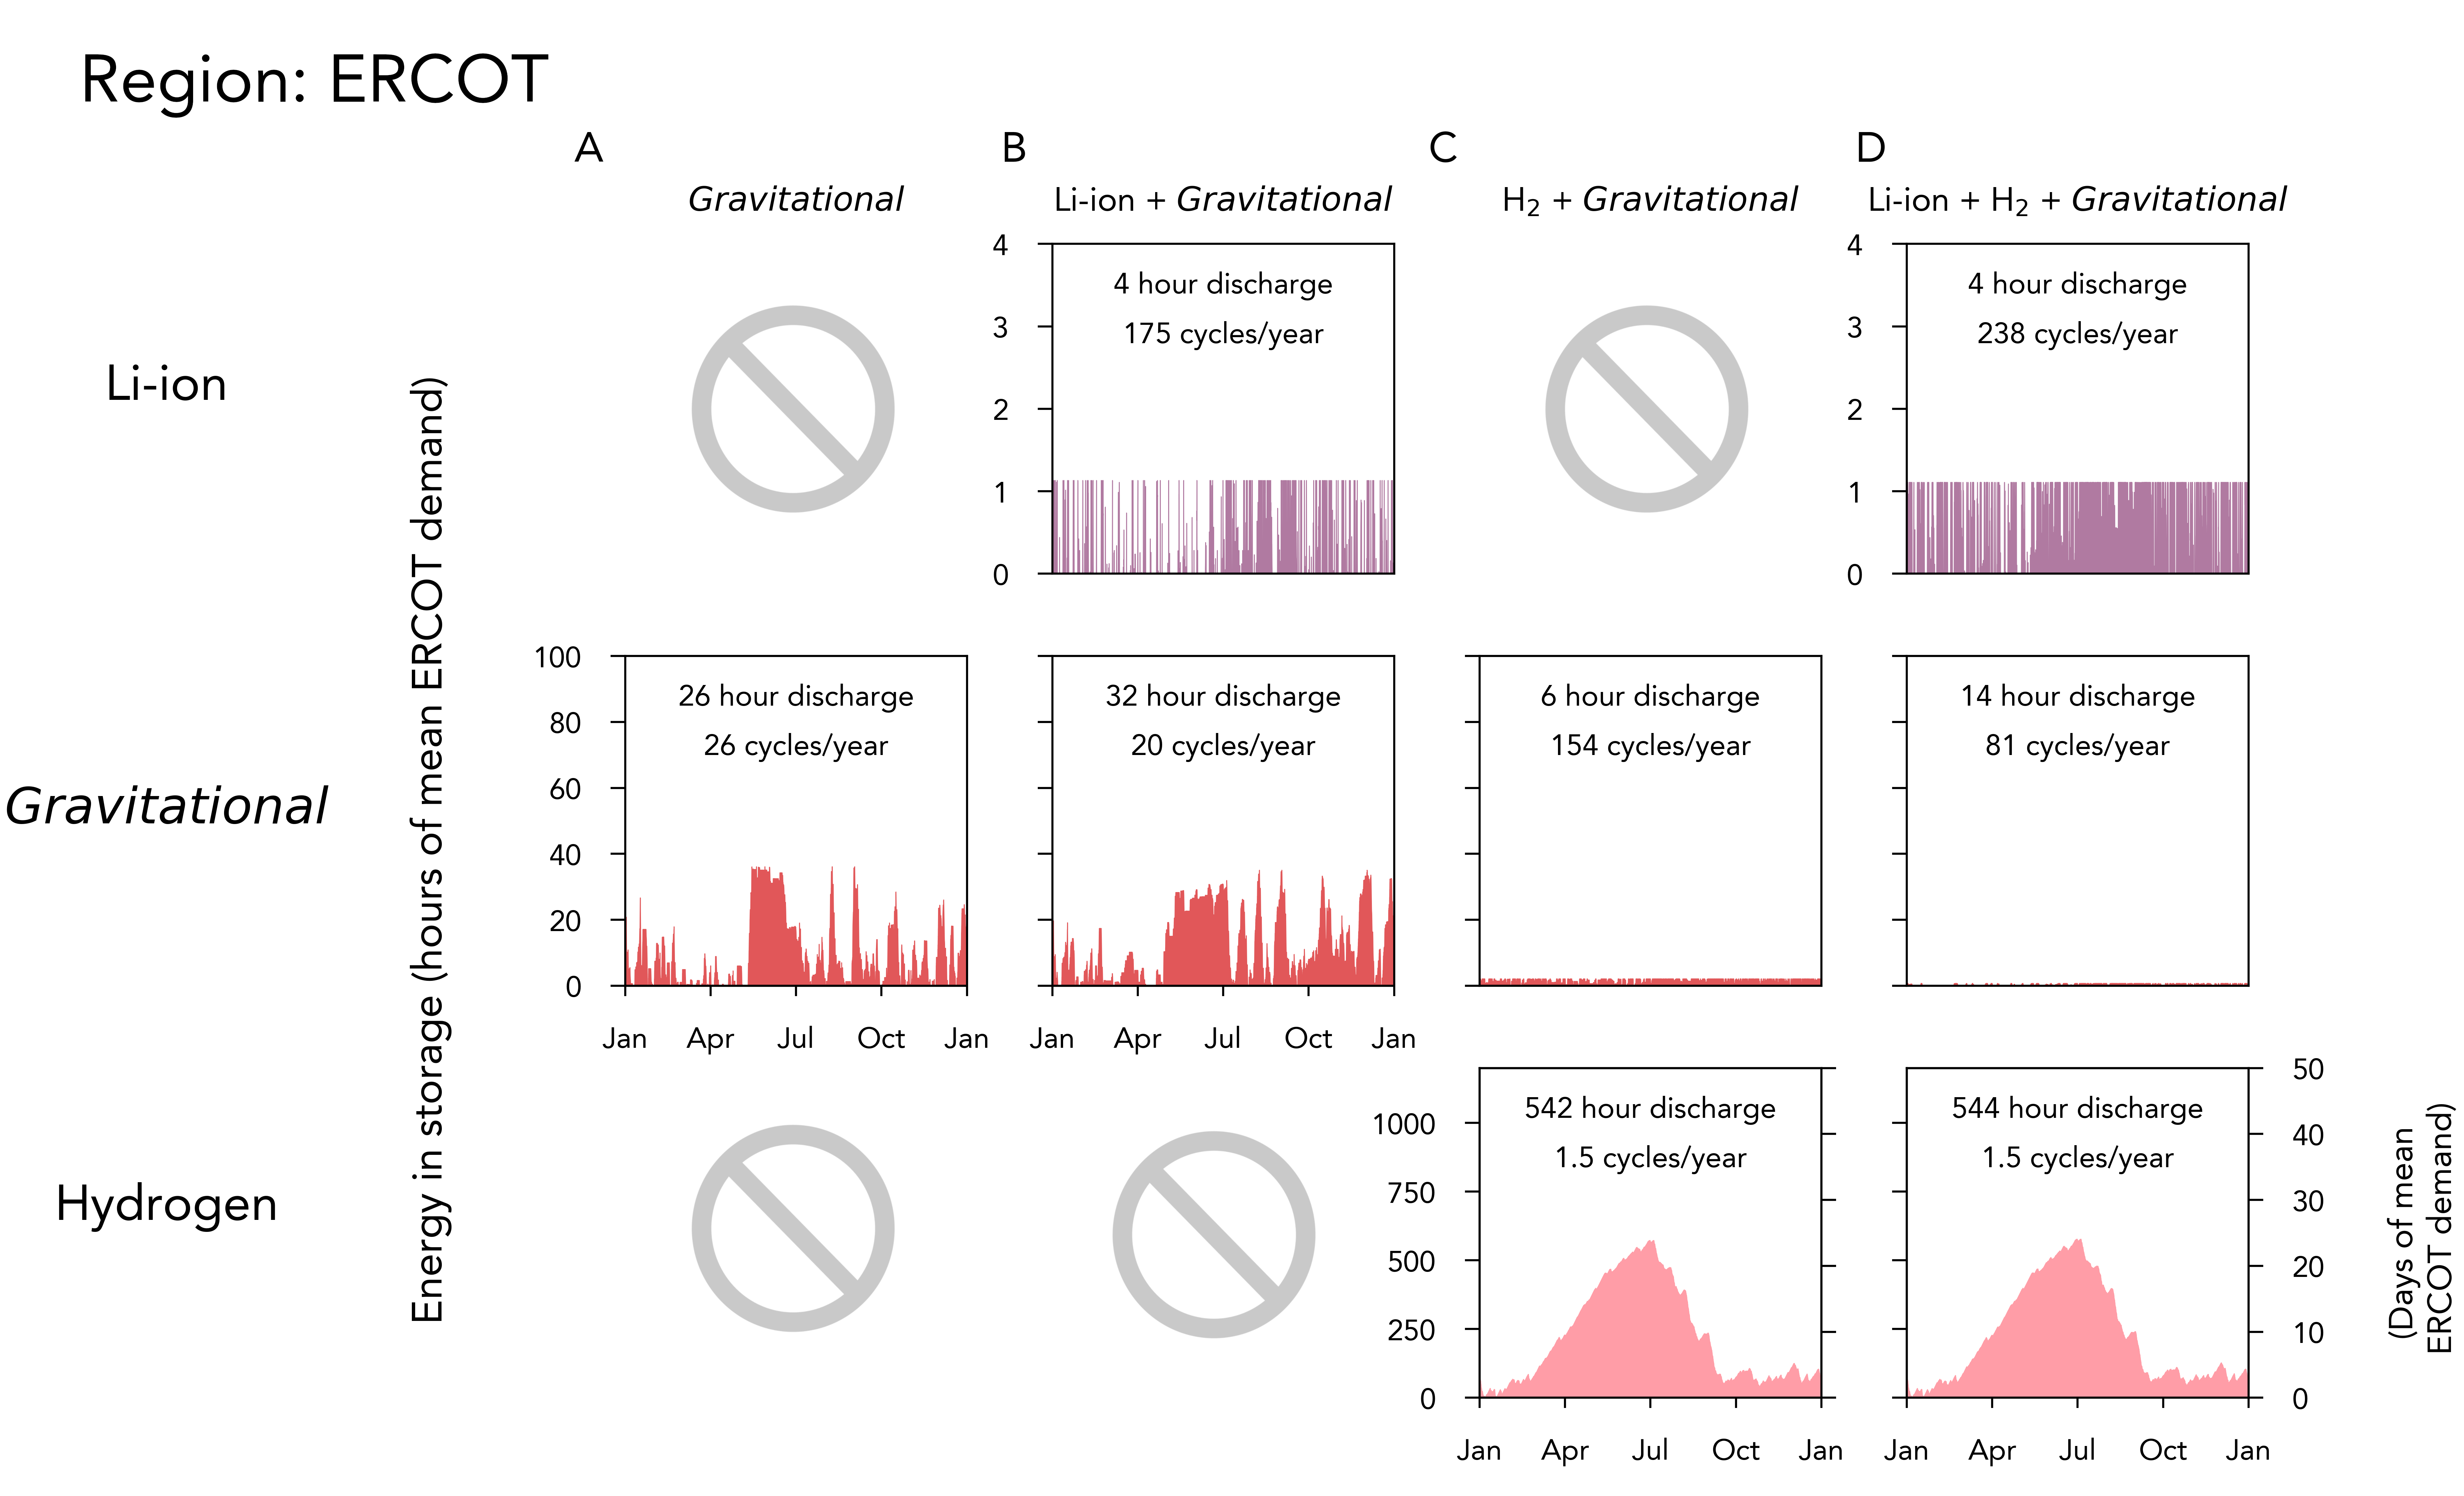 Region: ERCOT
A
B
C
D
Gravitational
Li-ion + Gravitational
H₂ + Gravitational
Li-ion + H₂ + Gravitational
Li-ion
Gravitational
Hydrogen
Energy in storage (hours of mean ERCOT demand)
4
3
2
1
0
4 hour discharge
175 cycles/year
4
3
2
1
0
4 hour discharge
238 cycles/year
100
80
60
40
20
0
26 hour discharge
26 cycles/year
Jan Apr Jul Oct Jan
32 hour discharge
20 cycles/year
Jan Apr Jul Oct Jan
6 hour discharge
154 cycles/year
14 hour discharge
81 cycles/year
1000
750
500
250
0
542 hour discharge
1.5 cycles/year
Jan Apr Jul Oct Jan
544 hour discharge
1.5 cycles/year
Jan Apr Jul Oct Jan
50
40
30
20
10
0
(Days of mean
ERCOT demand)